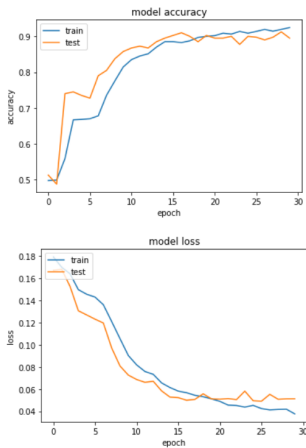 model accuracy
train
test
0.9
0.8
0.7
0.6
0.5
accuracy
0 5 10 15 20 25 30
epoch
model loss
train
test
0.18
0.16
0.14
0.12
0.10
0.08
0.06
0.04
loss
0 5 10 15 20 25 30
epoch